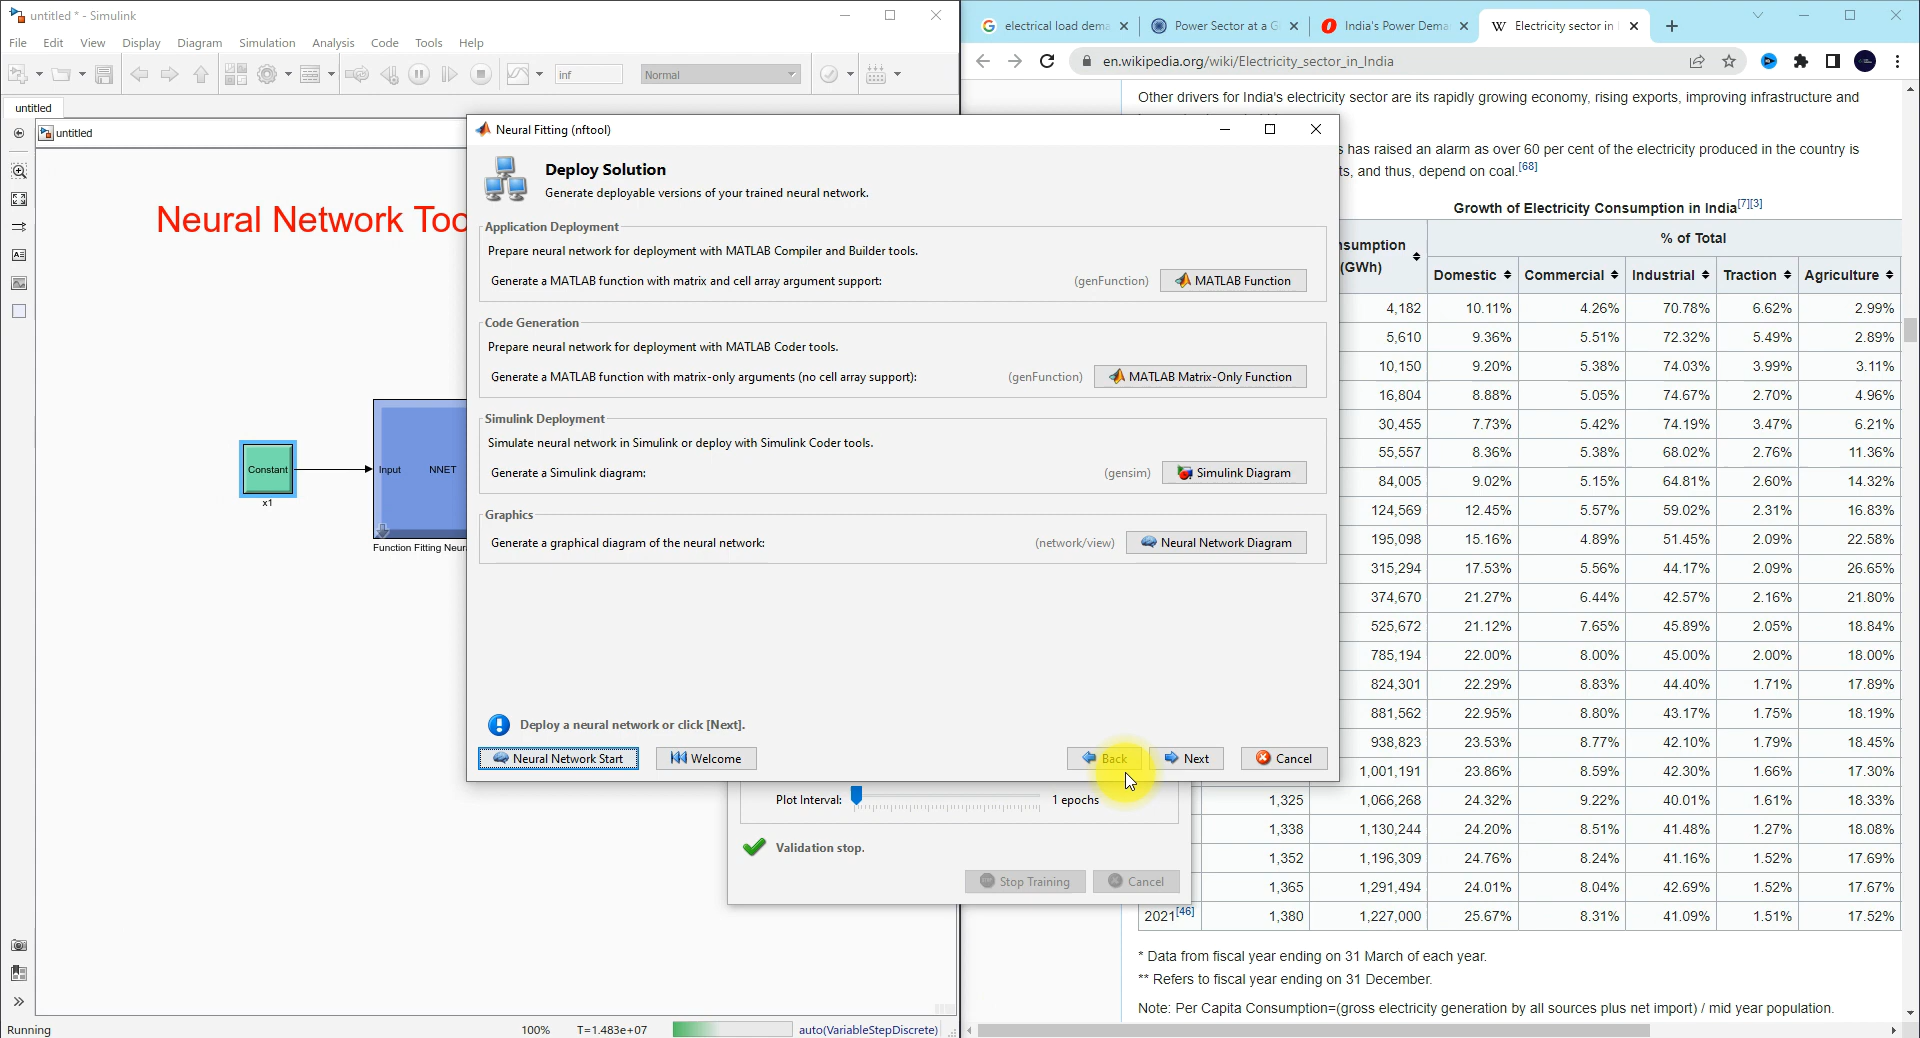 untitled * - Simulink
File Edit View Display Diagram Simulation Analysis Code Tools Help
inf
Normal
untitled
untitled
Neural Network Too
Constant
x1
Input NNET
Function Fitting Neur
Running
100%
T=1.483e+07
auto(VariableStepDiscrete)
Neural Fitting (nftool)
Deploy Solution
Generate deployable versions of your trained neural network.
Application Deployment
Prepare neural network for deployment with MATLAB Compiler and Builder tools.
Generate a MATLAB function with matrix and cell array argument support: (genFunction) MATLAB Function
Code Generation
Prepare neural network for deployment with MATLAB Coder tools.
Generate a MATLAB function with matrix-only arguments (no cell array support): (genFunction) MATLAB Matrix-Only Function
Simulink Deployment
Simulate neural network in Simulink or deploy with Simulink Coder tools.
Generate a Simulink diagram: (gensim) Simulink Diagram
Graphics
Generate a graphical diagram of the neural network: (network/view) Neural Network Diagram
Deploy a neural network or click [Next].
Neural Network Start Welcome Back Next Cancel
Plot Interval: 1 epochs
Validation stop.
Stop Training Cancel
electrical load dema Power Sector at a G India's Power Dema Electricity sector in
en.wikipedia.org/wiki/Electricity_sector_in_India
Other drivers for India's electricity sector are its rapidly growing economy, rising exports, improving infrastructure and
has raised an alarm as over 60 per cent of the electricity produced in the country is
ts, and thus, depend on coal.[68]
Growth of Electricity Consumption in India[7][3]
nsumption (GWh) % of Total
Domestic Commercial Industrial Traction Agriculture
4,182 10.11% 4.26% 70.78% 6.62% 2.99%
5,610 9.36% 5.51% 72.32% 5.49% 2.89%
10,150 9.20% 5.38% 74.03% 3.99% 3.11%
16,804 8.88% 5.05% 74.67% 2.70% 4.96%
30,455 7.73% 5.42% 74.19% 3.47% 6.21%
55,557 8.36% 5.38% 68.02% 2.76% 11.36%
84,005 9.02% 5.15% 64.81% 2.60% 14.32%
124,569 12.45% 5.57% 59.02% 2.31% 16.83%
195,098 15.16% 4.89% 51.45% 2.09% 22.58%
315,294 17.53% 5.56% 44.17% 2.09% 26.65%
374,670 21.27% 6.44% 42.57% 2.16% 21.80%
525,672 21.12% 7.65% 45.89% 2.05% 18.84%
785,194 22.00% 8.00% 45.00% 2.00% 18.00%
824,301 22.29% 8.83% 44.40% 1.71% 17.89%
881,562 22.95% 8.80% 43.17% 1.75% 18.19%
938,823 23.53% 8.77% 42.10% 1.79% 18.45%
1,001,191 23.86% 8.59% 42.30% 1.66% 17.30%
1,325 1,066,268 24.32% 9.22% 40.01% 1.61% 18.33%
1,338 1,130,244 24.20% 8.51% 41.48% 1.27% 18.08%
1,352 1,196,309 24.76% 8.24% 41.16% 1.52% 17.69%
1,365 1,291,494 24.01% 8.04% 42.69% 1.52% 17.67%
2021[46] 1,380 1,227,000 25.67% 8.31% 41.09% 1.51% 17.52%
* Data from fiscal year ending on 31 March of each year.
** Refers to fiscal year ending on 31 December.
Note: Per Capita Consumption=(gross electricity generation by all sources plus net import) / mid year population.